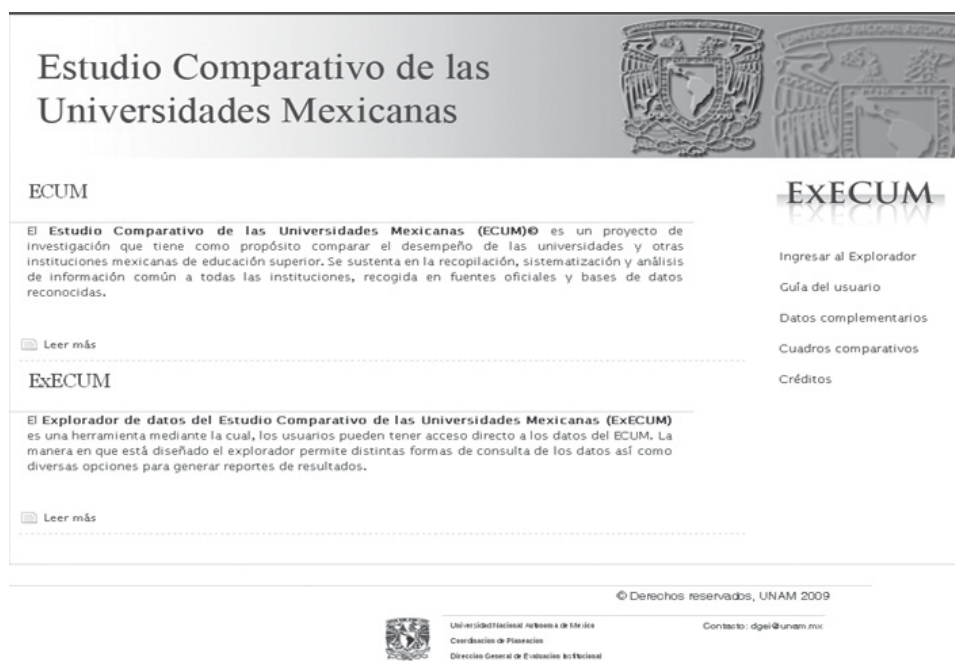 Estudio Comparativo de las
Universidades Mexicanas
ECUM
El Estudio Comparativo de las Universidades Mexicanas (ECUM)© es un proyecto de
investigación que tiene como propósito comparar el desempeño de las universidades y otras
instituciones mexicanas de educación superior. Se sustenta en la recopilación, sistematización y análisis
de información común a todas las instituciones, recogida en fuentes oficiales y bases de datos
reconocidas.
Leer más
ExECUM
El Explorador de datos del Estudio Comparativo de las Universidades Mexicanas (ExECUM)
es una herramienta mediante la cual, los usuarios pueden tener acceso directo a los datos del ECUM. La
manera en que está diseñado el explorador permite distintas formas de consulta de los datos así como
diversas opciones para generar reportes de resultados.
Leer más
ExECUM
Ingresar al Explorador
Guía del usuario
Datos complementarios
Cuadros comparativos
Créditos
© Derechos reservados, UNAM 2009
Universidad Nacional Autónoma de México
Coordinación de Planeación
Dirección General de Evaluación Institucional
Contacto: dgei@unam.mx